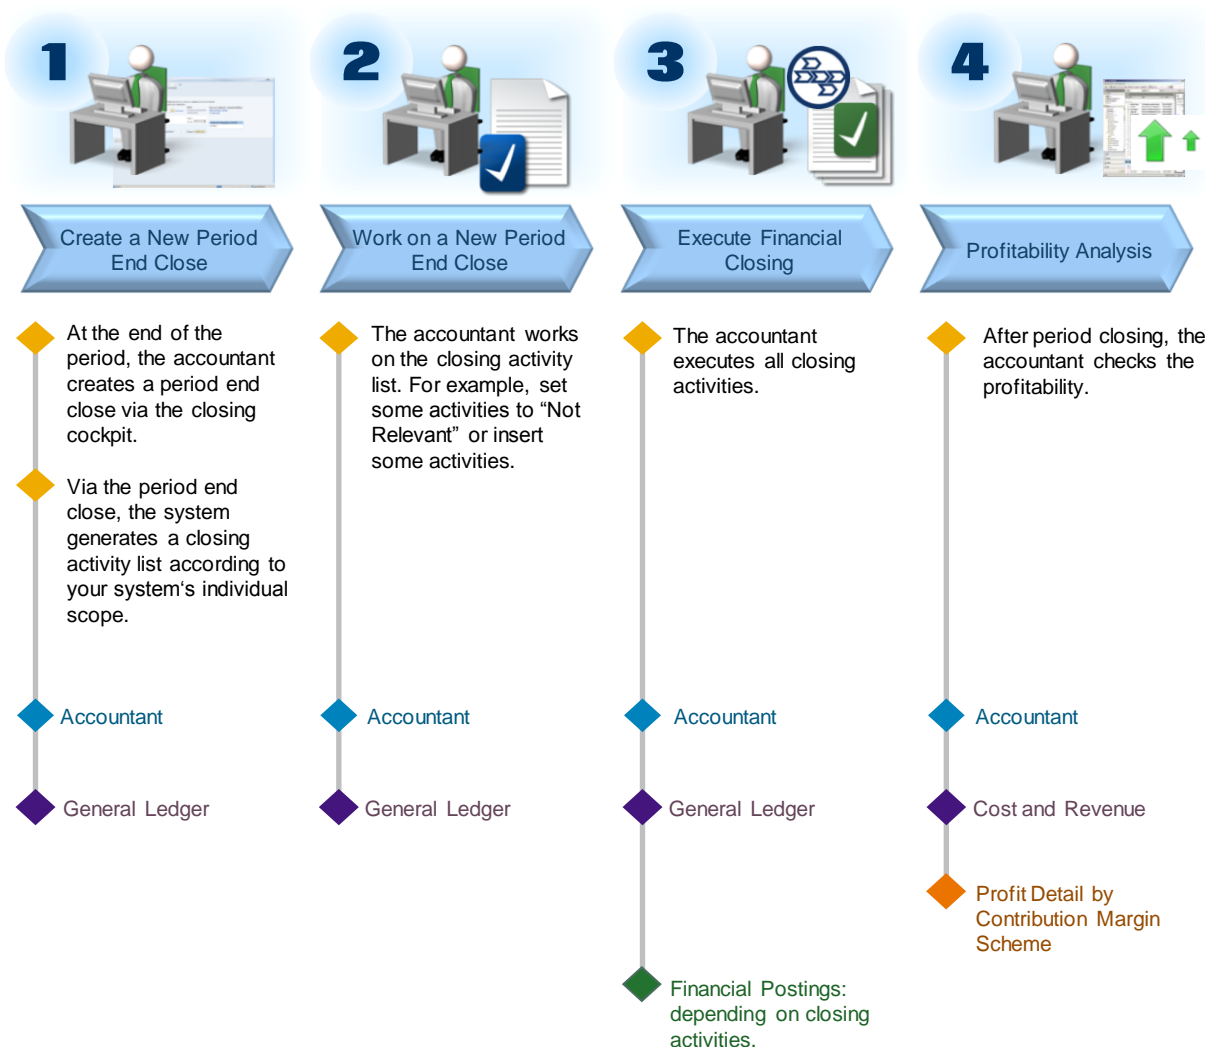 1
Create a New Period
End Close
At the end of the
period, the accountant
creates a period end
close via the closing
cockpit.
Via the period end
close, the system
generates a closing
activity list according to
your system‘s individual
scope.
Accountant
General Ledger
2
Work on a New Period
End Close
The accountant works
on the closing activity
list. For example, set
some activities to “Not
Relevant” or insert
some activities.
Accountant
General Ledger
3
Execute Financial
Closing
The accountant
executes all closing
activities.
Accountant
General Ledger
Financial Postings:
depending on closing
activities.
4
Profitability Analysis
After period closing, the
accountant checks the
profitability.
Accountant
Cost and Revenue
Profit Detail by
Contribution Margin
Scheme